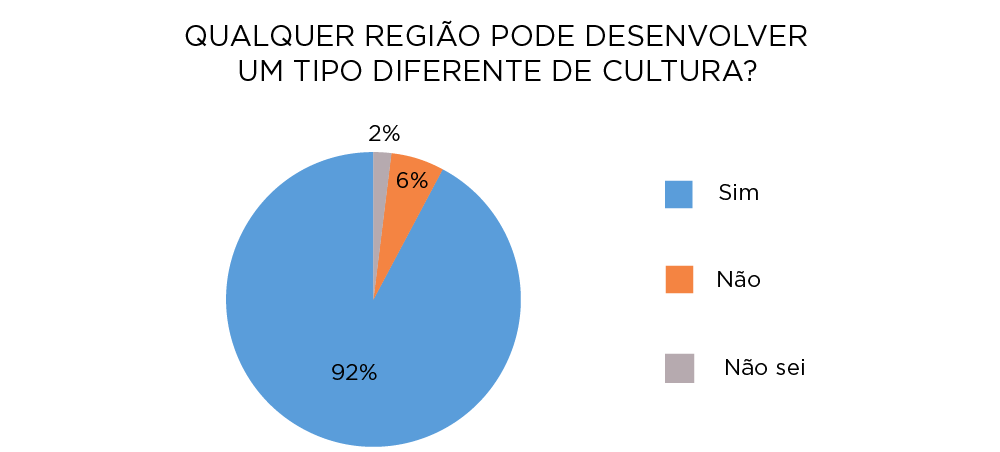 QUALQUER REGIÃO PODE DESENVOLVER
UM TIPO DIFERENTE DE CULTURA?
2%
6%
92%
Sim
Não
Não sei